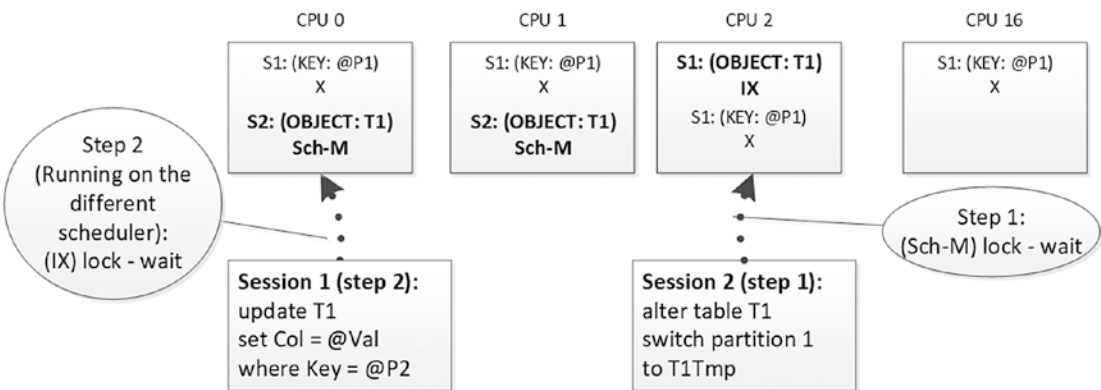 CPU 0
CPU 1
CPU 2
CPU 16
S1: (KEY: @P1)
X
S2: (OBJECT: T1)
Sch-M
S1: (KEY: @P1)
X
S2: (OBJECT: T1)
Sch-M
S1: (OBJECT: T1)
IX
S1: (KEY: @P1)
X
S1: (KEY: @P1)
X
Step 2
(Running on the
different
scheduler):
(IX) lock - wait
Step 1:
(Sch-M) lock - wait
Session 1 (step 2):
update T1
set Col = @Val
where Key = @P2
Session 2 (step 1):
alter table T1
switch partition 1
to T1Tmp